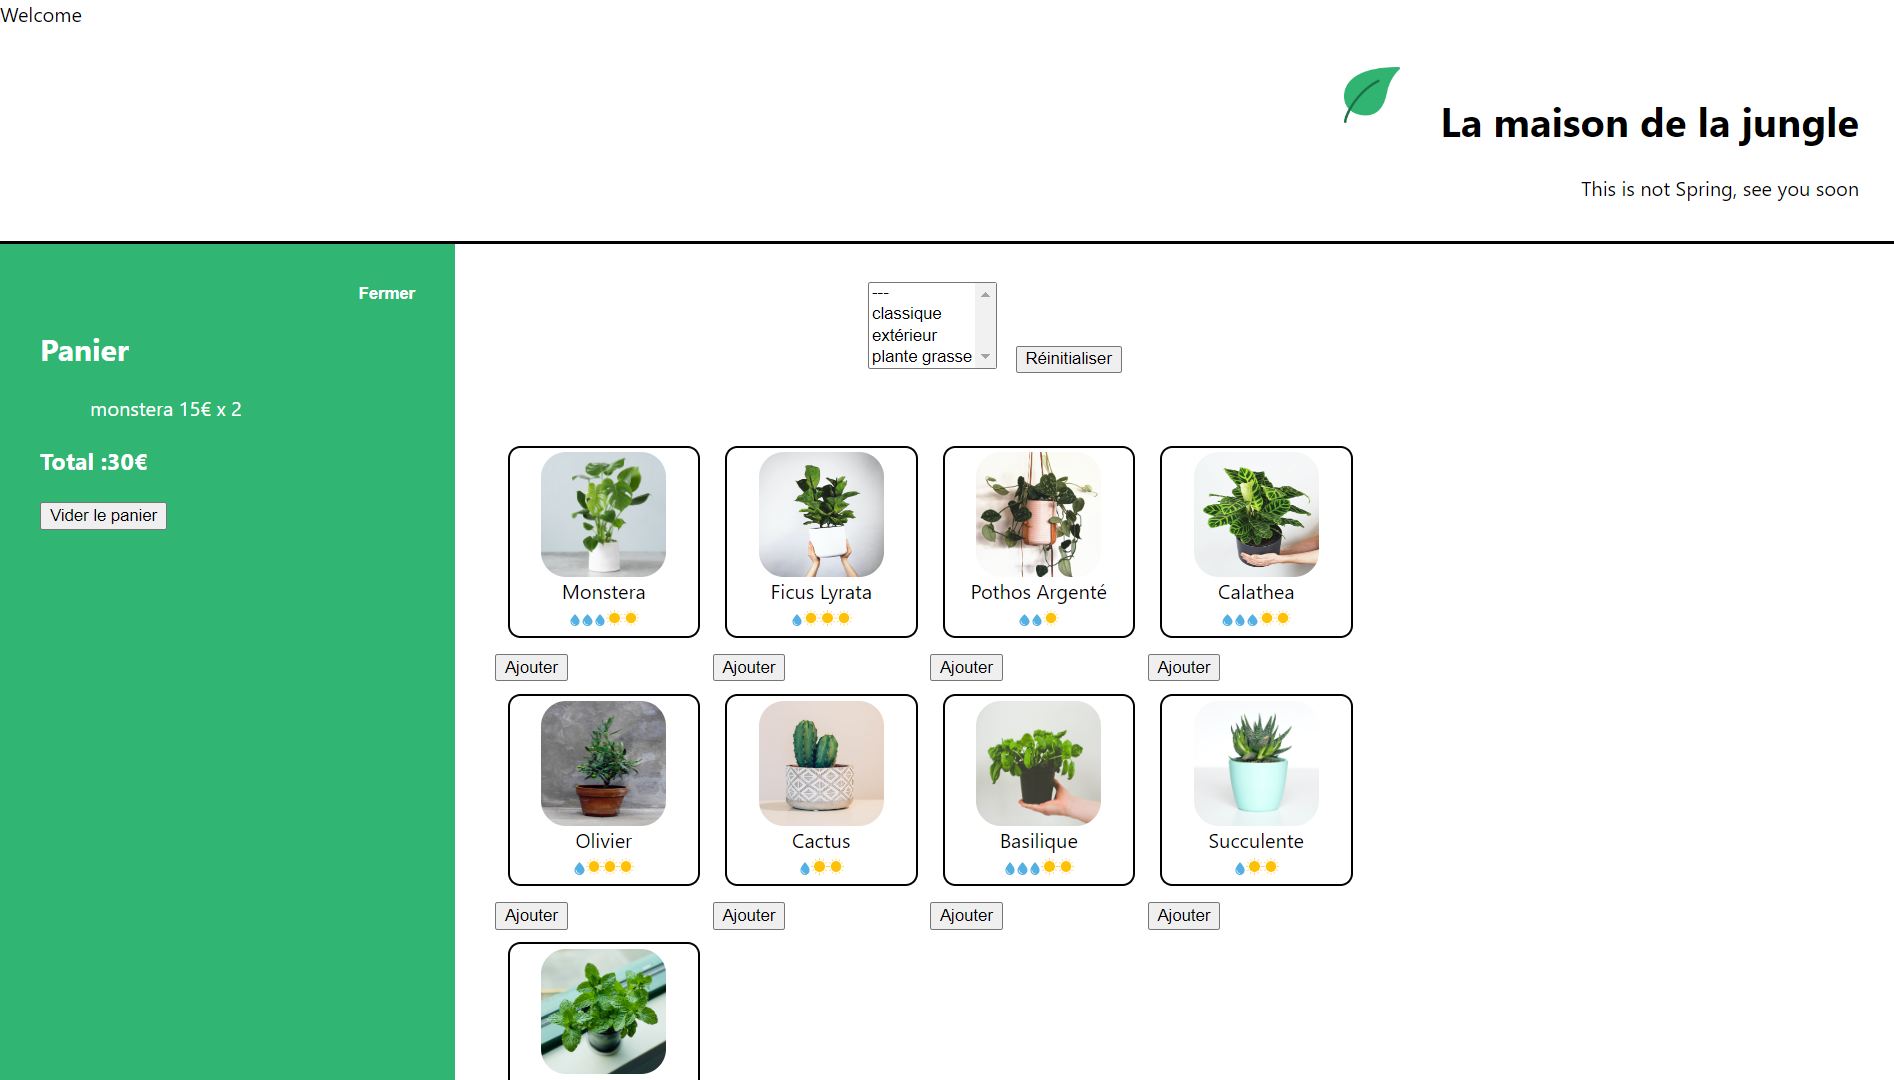 Welcome
La maison de la jungle
This is not Spring, see you soon
Fermer
Panier
monstera 15€ x 2
Total :30€
Vider le panier
---
classique
extérieur
plante grasse
Réinitialiser
Monstera
Ficus Lyrata
Pothos Argenté
Calathea
Ajouter
Ajouter
Ajouter
Ajouter
Olivier
Cactus
Basilique
Succulente
Ajouter
Ajouter
Ajouter
Ajouter